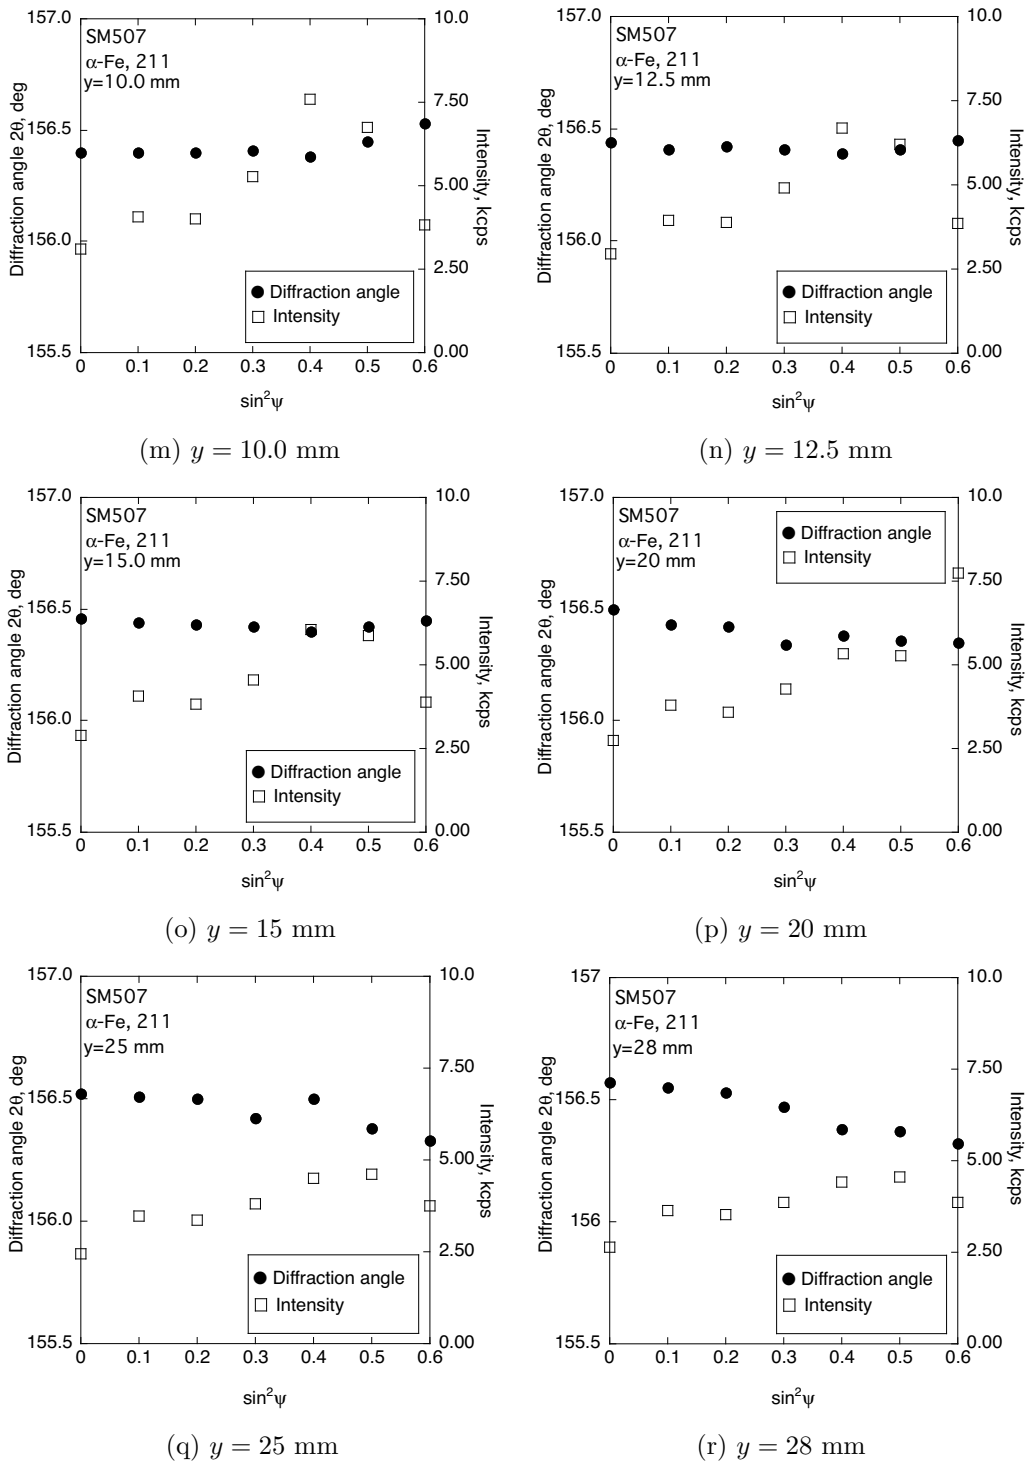 157.0
156.5
156.0
155.5
Diffraction angle 2θ, deg
SM507
α-Fe, 211
y=10.0 mm
Diffraction angle
Intensity
10.0
7.50
5.00
2.50
0.00
Intensity, kcps
0 0.1 0.2 0.3 0.4 0.5 0.6
sin²ψ
(m) y = 10.0 mm
157.0
156.5
156.0
155.5
Diffraction angle 2θ, deg
SM507
α-Fe, 211
y=12.5 mm
Diffraction angle
Intensity
10.0
7.50
5.00
2.50
0.00
Intensity, kcps
0 0.1 0.2 0.3 0.4 0.5 0.6
sin²ψ
(n) y = 12.5 mm
157.0
156.5
156.0
155.5
Diffraction angle 2θ, deg
SM507
α-Fe, 211
y=15.0 mm
Diffraction angle
Intensity
10.0
7.50
5.00
2.50
0.00
Intensity, kcps
0 0.1 0.2 0.3 0.4 0.5 0.6
sin²ψ
(o) y = 15 mm
157.0
156.5
156.0
155.5
Diffraction angle 2θ, deg
SM507
α-Fe, 211
y=20 mm
Diffraction angle
Intensity
10.0
7.50
5.00
2.50
0.00
Intensity, kcps
0 0.1 0.2 0.3 0.4 0.5 0.6
sin²ψ
(p) y = 20 mm
157.0
156.5
156.0
155.5
Diffraction angle 2θ, deg
SM507
α-Fe, 211
y=25 mm
Diffraction angle
Intensity
10.0
7.50
5.00
2.50
0.00
Intensity, kcps
0 0.1 0.2 0.3 0.4 0.5 0.6
sin²ψ
(q) y = 25 mm
157
156.5
156
155.5
Diffraction angle 2θ, deg
SM507
α-Fe, 211
y=28 mm
Diffraction angle
Intensity
10.0
7.50
5.00
2.50
0.00
Intensity, kcps
0 0.1 0.2 0.3 0.4 0.5 0.6
sin²ψ
(r) y = 28 mm